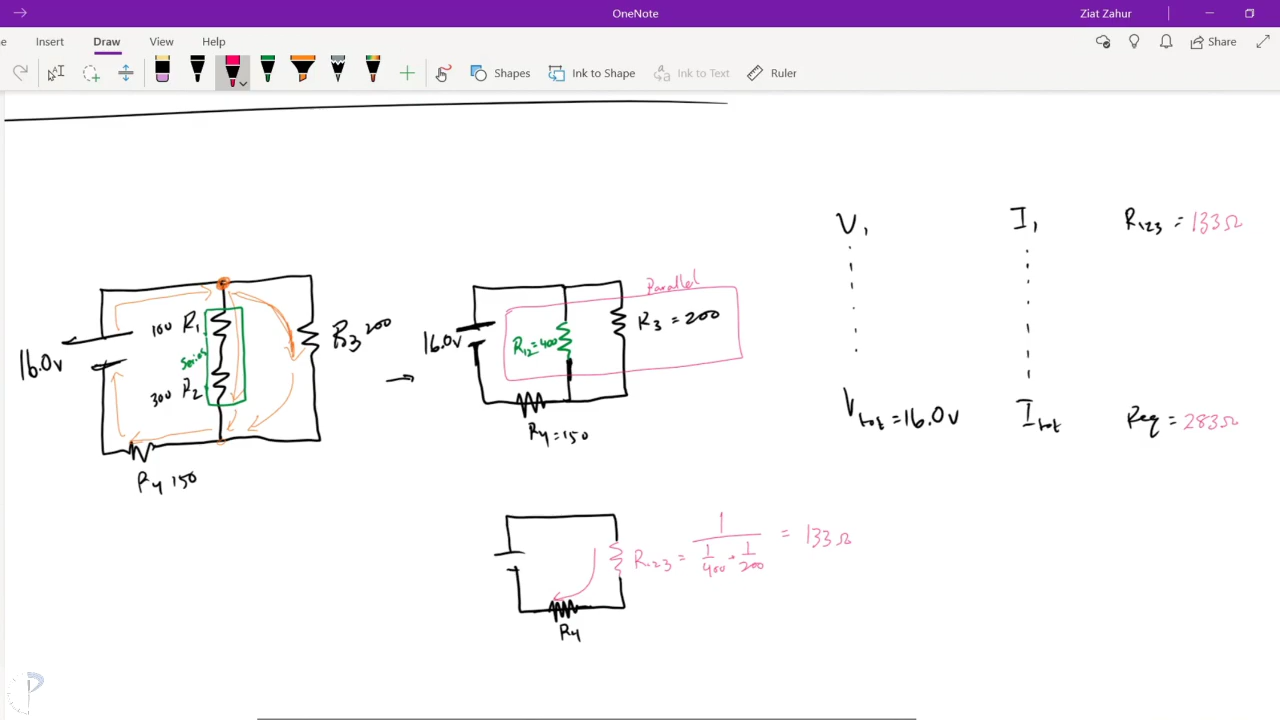 OneNote
Ziat Zahur
Insert
Draw
View
Help
Share
Shapes
Ink to Shape
Ink to Text
Ruler
16.0v
100 R1
Series
300 R2
R3 200
R4 150
16.0v
R12=400
Parallel
R3 = 200
R4=150
R4
R123 = 1 / (1/400 + 1/200) = 133Ω
V1
I1
R123 = 133Ω
Vtot = 16.0v
Itot
Req = 283Ω